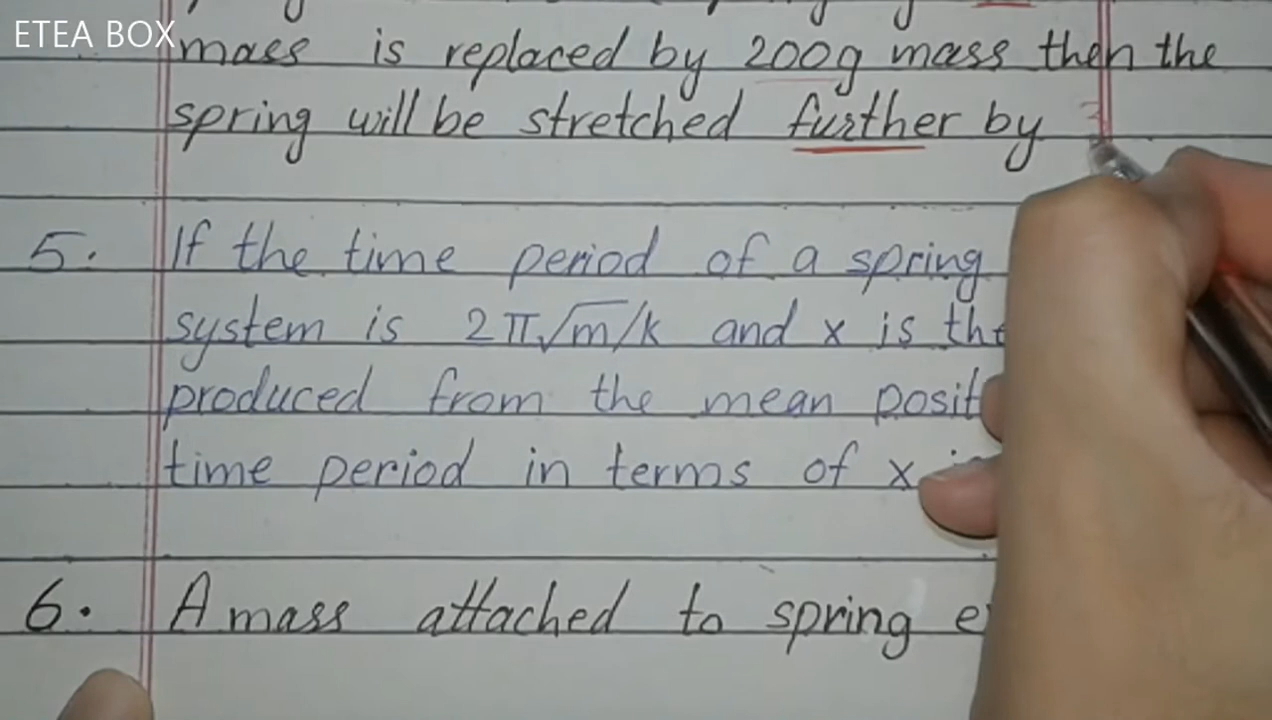 ETEA BOX
mass is replaced by 200g mass then the
spring will be stretched further by
5. If the time period of a spring
system is 2π√m/k and x is the
produced from the mean posit
time period in terms of x
6. A mass attached to spring